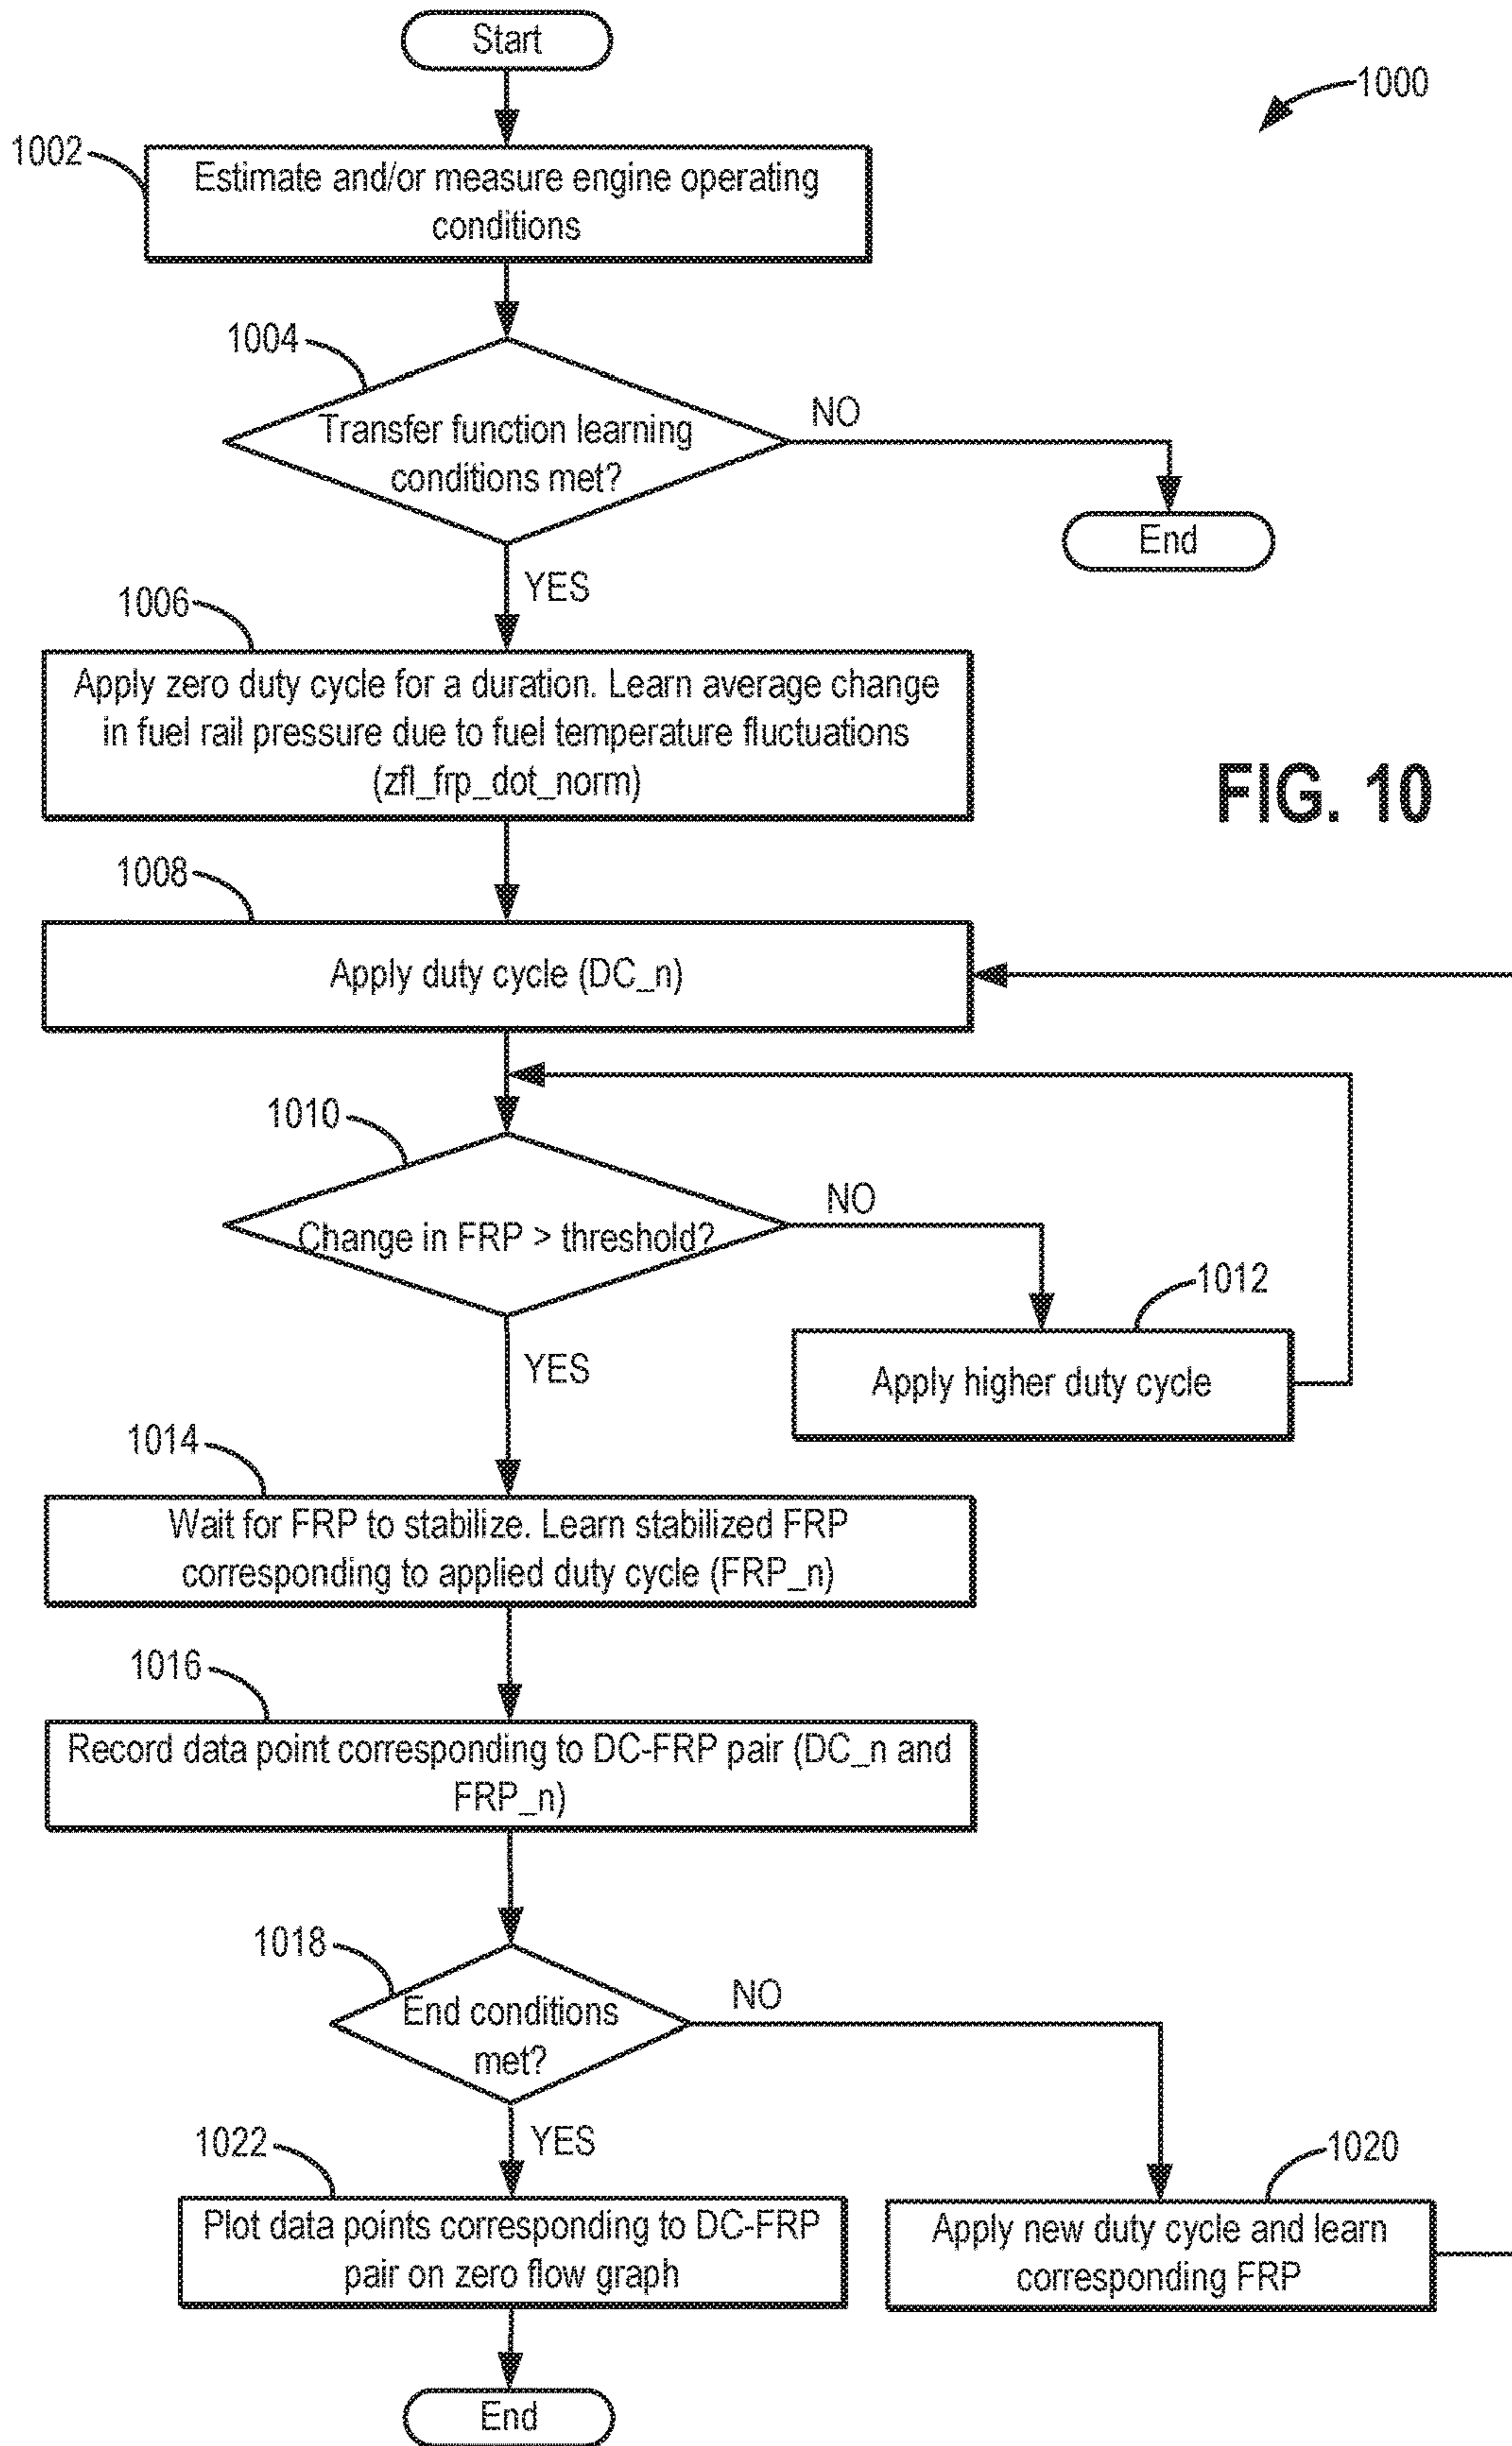 Start
1000
1002
Estimate and/or measure engine operating
conditions
1004
Transfer function learning
conditions met?
NO
End
YES
1006
Apply zero duty cycle for a duration. Learn average change
in fuel rail pressure due to fuel temperature fluctuations
(zfl_frp_dot_norm)
FIG. 10
1008
Apply duty cycle (DC_n)
1010
Change in FRP > threshold?
NO
1012
Apply higher duty cycle
YES
1014
Wait for FRP to stabilize. Learn stabilized FRP
corresponding to applied duty cycle (FRP_n)
1016
Record data point corresponding to DC-FRP pair (DC_n and
FRP_n)
1018
End conditions
met?
NO
YES
1022
Plot data points corresponding to DC-FRP
pair on zero flow graph
1020
Apply new duty cycle and learn
corresponding FRP
End